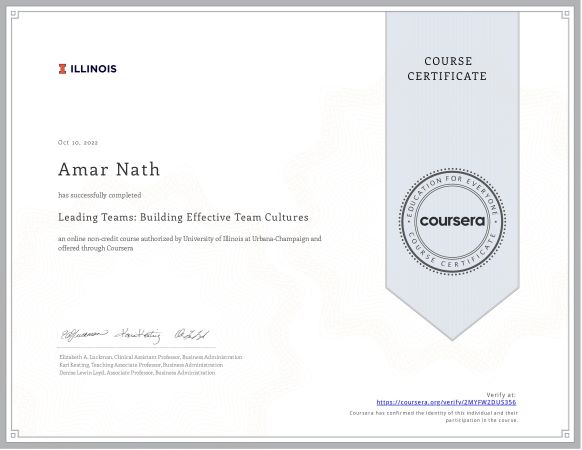 ILLINOIS
COURSE
CERTIFICATE
Oct 10, 2022
Amar Nath
has successfully completed
Leading Teams: Building Effective Team Cultures
an online non-credit course authorized by University of Illinois at Urbana-Champaign and
offered through Coursera
EDUCATION FOR EVERYONE
coursera
COURSE CERTIFICATE
Elizabeth A. Luckman, Clinical Assistant Professor, Business Administration
Kari Keating, Teaching Associate Professor, Business Administration
Denise Lewin Loyd, Associate Professor, Business Administration
Verify at:
https://coursera.org/verify/2MYFW2DUS356
Coursera has confirmed the identity of this individual and their
participation in the course.